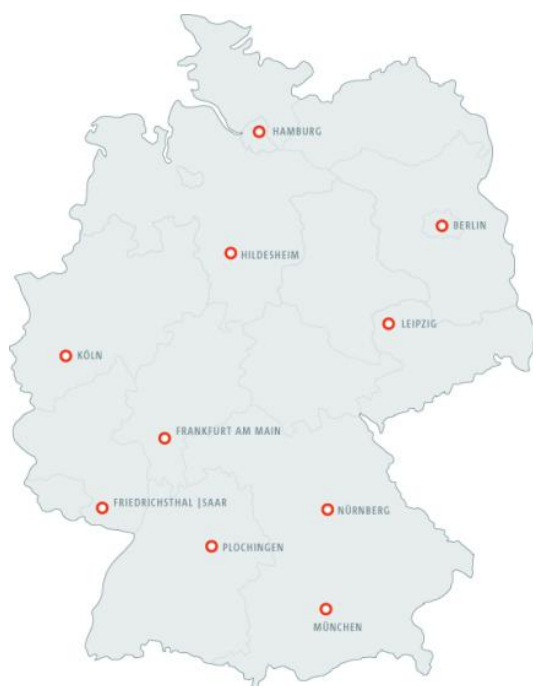 HAMBURG
BERLIN
HILDESHEIM
LEIPZIG
KÖLN
FRANKFURT AM MAIN
FRIEDRICHSTHAL |SAAR
NÜRNBERG
PLOCHINGEN
MÜNCHEN